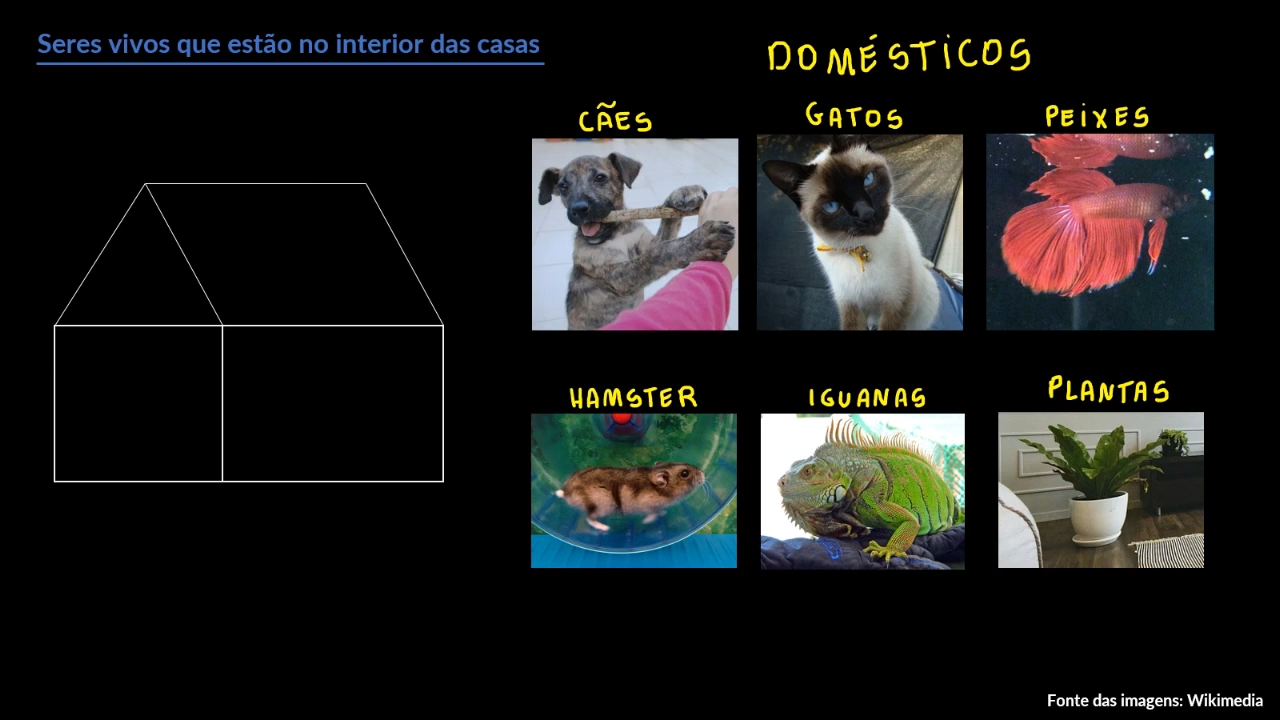 Seres vivos que estão no interior das casas
DOMÉSTICOS
CÃES
GATOS
PEIXES
HAMSTER
IGUANAS
PLANTAS
Fonte das imagens: Wikimedia